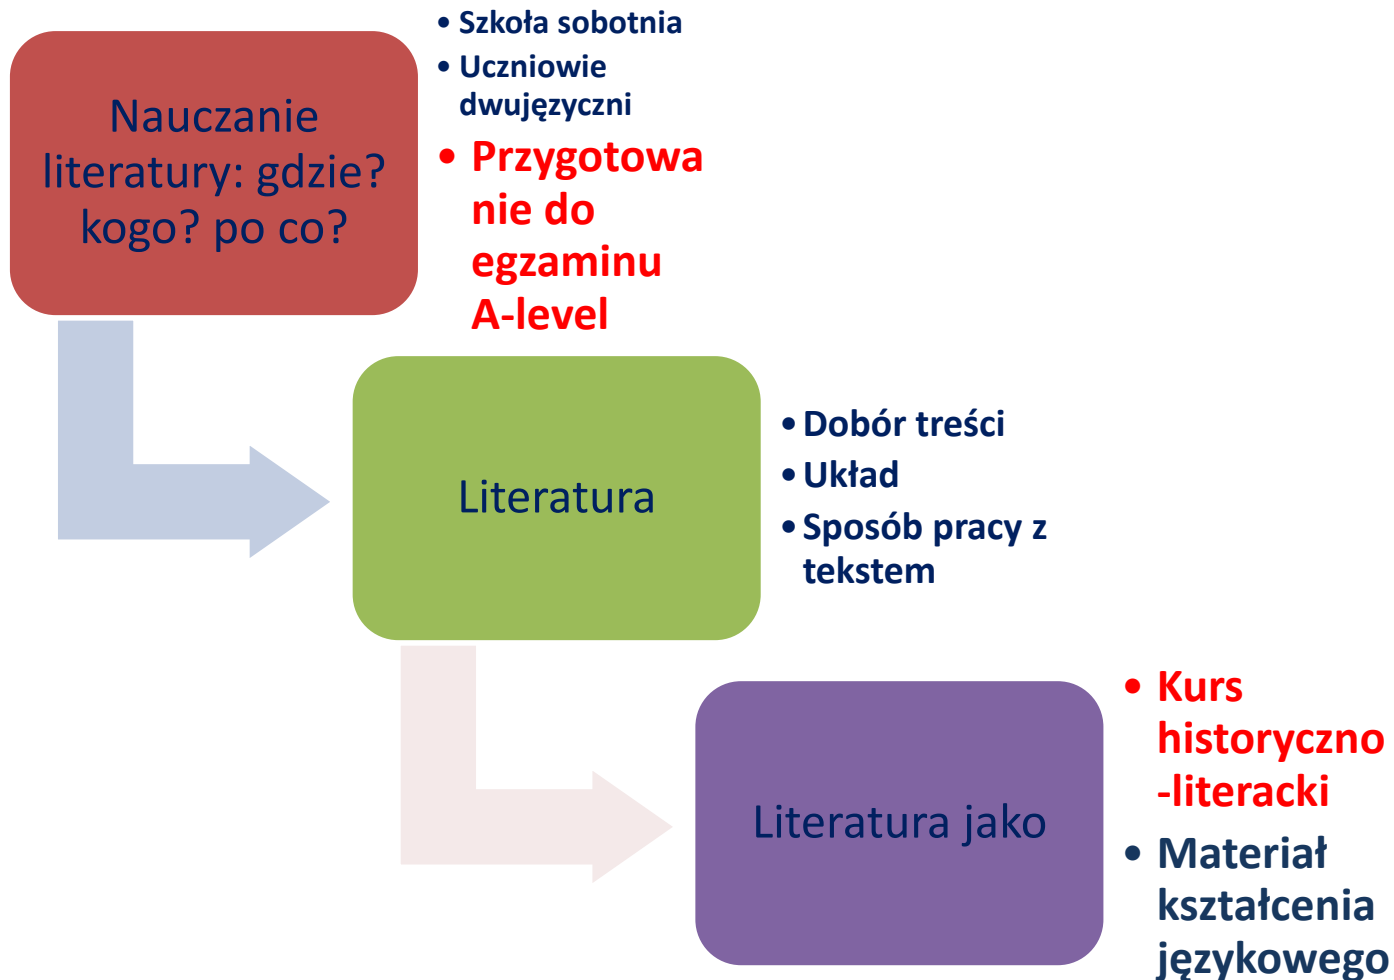 Nauczanie
literatury: gdzie?
kogo? po co?
• Szkoła sobotnia
• Uczniowie
dwujęzyczni
• Przygotowa
nie do
egzaminu
A-level
Literatura
• Dobór treści
• Układ
• Sposób pracy z
tekstem
Literatura jako
• Kurs
historyczno
-literacki
• Materiał
kształcenia
językowego